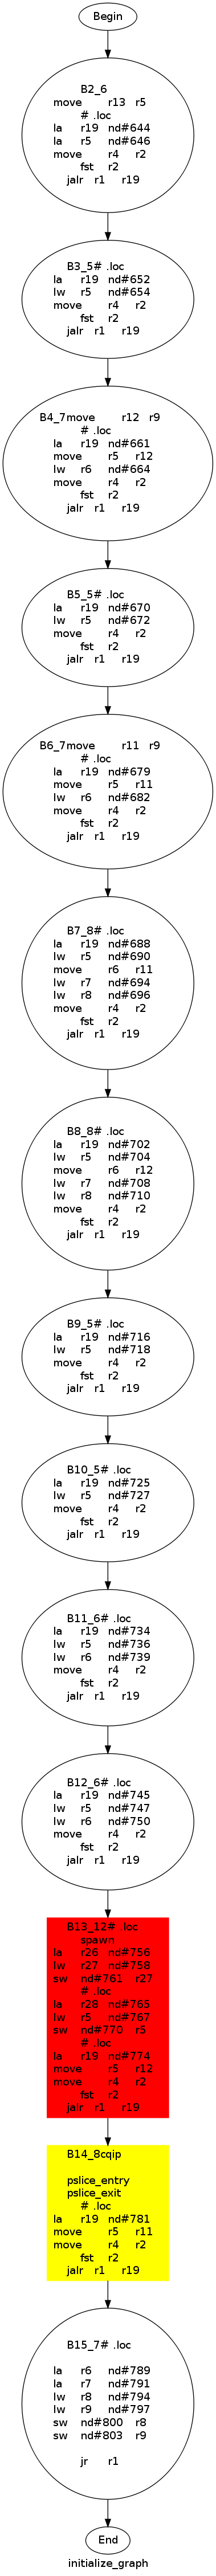 Begin
B2_6
move r13 r5
# .loc
la r19 nd#644
la r5 nd#646
move r4 r2
fst r2
jalr r1 r19
B3_5# .loc
la r19 nd#652
lw r5 nd#654
move r4 r2
fst r2
jalr r1 r19
B4_7move r12 r9
# .loc
la r19 nd#661
move r5 r12
lw r6 nd#664
move r4 r2
fst r2
jalr r1 r19
B5_5# .loc
la r19 nd#670
lw r5 nd#672
move r4 r2
fst r2
jalr r1 r19
B6_7move r11 r9
# .loc
la r19 nd#679
move r5 r11
lw r6 nd#682
move r4 r2
fst r2
jalr r1 r19
B7_8# .loc
la r19 nd#688
lw r5 nd#690
move r6 r11
lw r7 nd#694
lw r8 nd#696
move r4 r2
fst r2
jalr r1 r19
B8_8# .loc
la r19 nd#702
lw r5 nd#704
move r6 r12
lw r7 nd#708
lw r8 nd#710
move r4 r2
fst r2
jalr r1 r19
B9_5# .loc
la r19 nd#716
lw r5 nd#718
move r4 r2
fst r2
jalr r1 r19
B10_5# .loc
la r19 nd#725
lw r5 nd#727
move r4 r2
fst r2
jalr r1 r19
B11_6# .loc
la r19 nd#734
lw r5 nd#736
lw r6 nd#739
move r4 r2
fst r2
jalr r1 r19
B12_6# .loc
la r19 nd#745
lw r5 nd#747
lw r6 nd#750
move r4 r2
fst r2
jalr r1 r19
B13_12# .loc
spawn
la r26 nd#756
lw r27 nd#758
sw nd#761 r27
# .loc
la r28 nd#765
lw r5 nd#767
sw nd#770 r5
# .loc
la r19 nd#774
move r5 r12
move r4 r2
fst r2
jalr r1 r19
B14_8cqip
pslice_entry
pslice_exit
# .loc
la r19 nd#781
move r5 r11
move r4 r2
fst r2
jalr r1 r19
B15_7# .loc
la r6 nd#789
la r7 nd#791
lw r8 nd#794
lw r9 nd#797
sw nd#800 r8
sw nd#803 r9
jr r1
End
initialize_graph